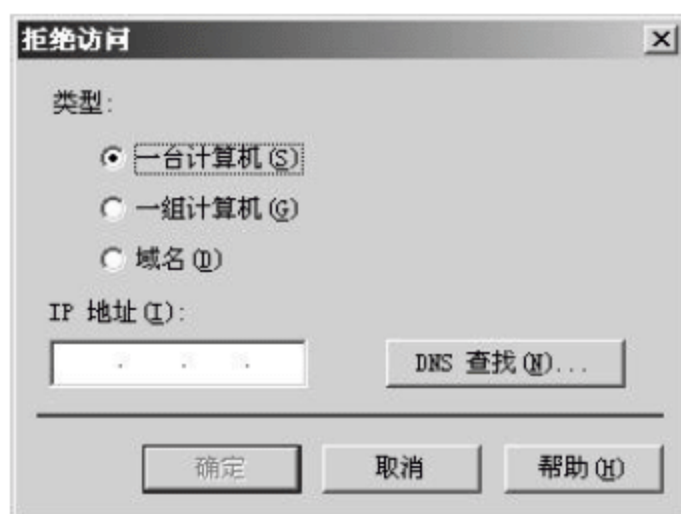 拒绝访问
类型:
一台计算机(S)
一组计算机(G)
域名(D)
IP 地址(I):
DNS 查找(N)...
确定
取消
帮助(H)